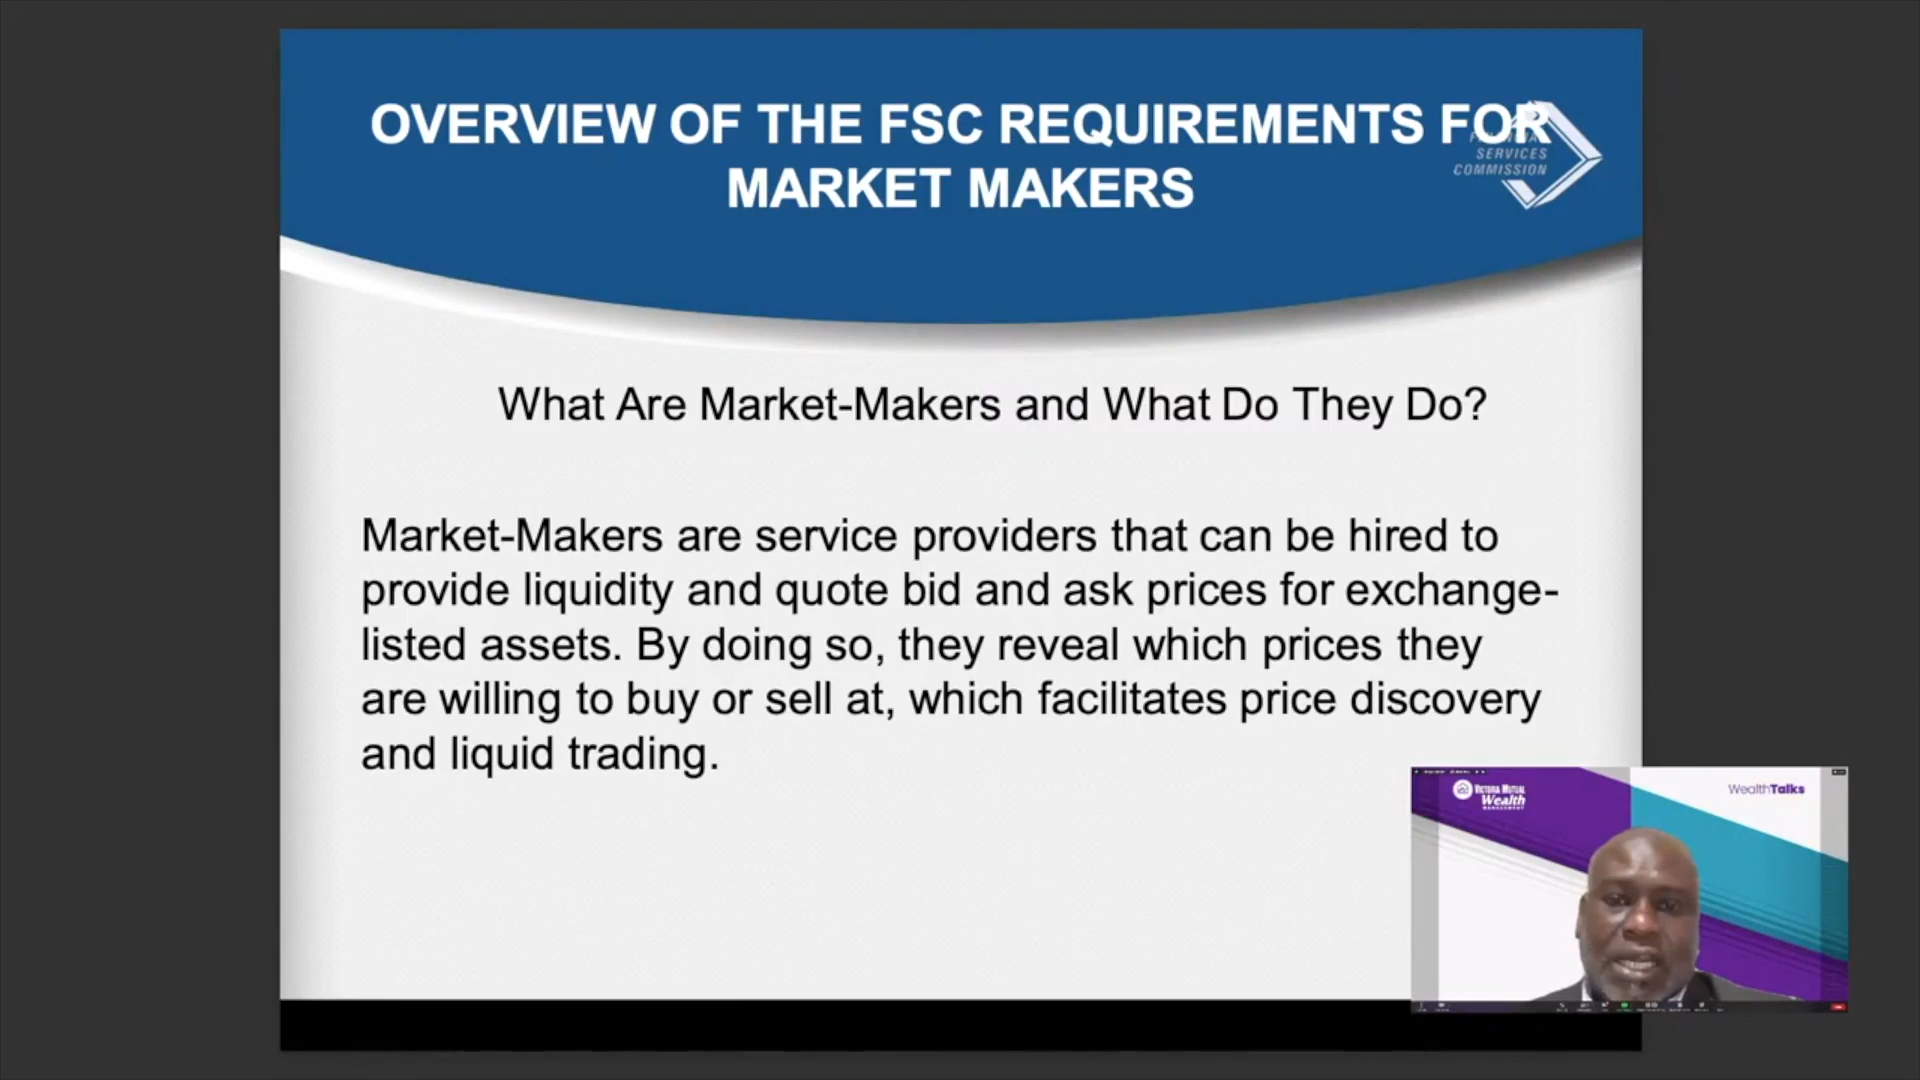 OVERVIEW OF THE FSC REQUIREMENTS FOR
MARKET MAKERS
SERVICES
COMMISSION
What Are Market-Makers and What Do They Do?
Market-Makers are service providers that can be hired to
provide liquidity and quote bid and ask prices for exchange-
listed assets. By doing so, they reveal which prices they
are willing to buy or sell at, which facilitates price discovery
and liquid trading.
VICTORIA MUTUAL
Wealth
MANAGEMENT
WealthTalks